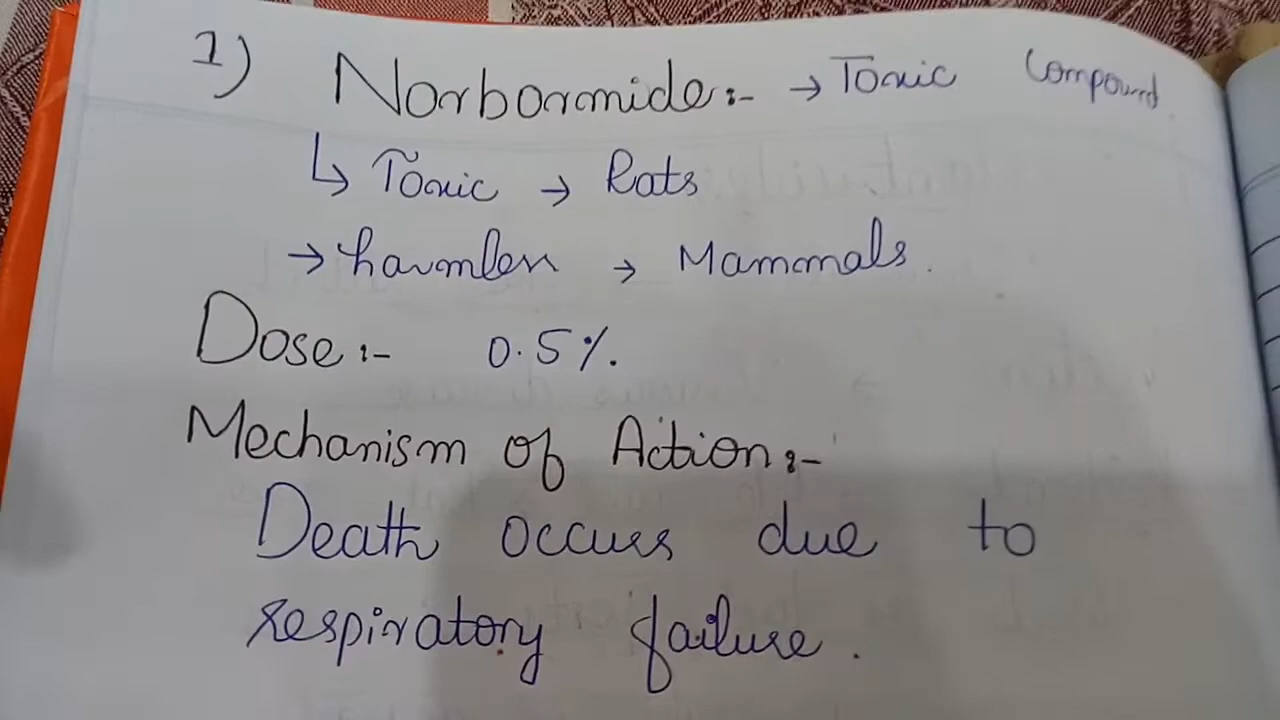 1) Norbormide:- → Toxic Compound
↳ Toxic → Rats
→ harmless → Mammals.
Dose:- 0.5%.
Mechanism of Action:-
Death occurs due to
respiratory failure.